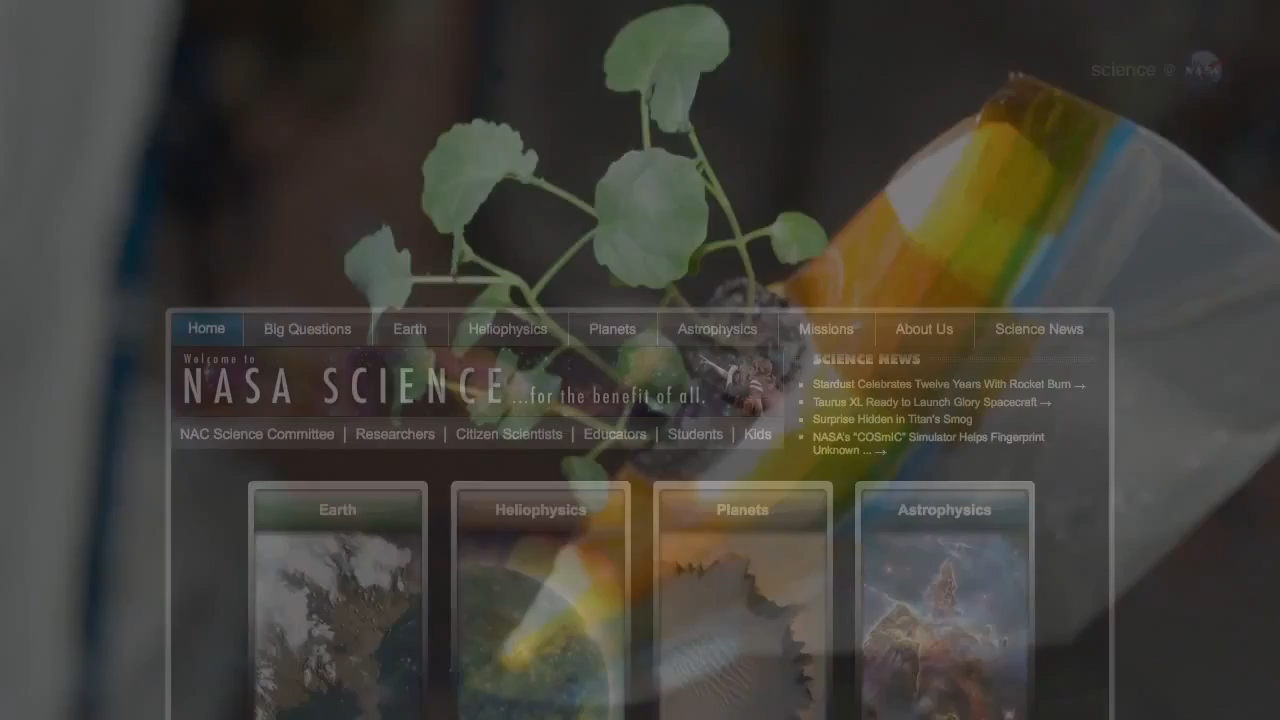 science @ NASA
Home Big Questions Earth Heliophysics Planets Astrophysics Missions About Us Science News
Welcome to
NASA SCIENCE ...for the benefit of all.
NAC Science Committee | Researchers | Citizen Scientists | Educators | Students | Kids
SCIENCE NEWS
Stardust Celebrates Twelve Years With Rocket Burn →
Taurus XL Ready to Launch Glory Spacecraft →
Surprise Hidden in Titan's Smog
NASA's "COSmIC" Simulator Helps Fingerprint
Unknown ... →
Earth Heliophysics Planets Astrophysics